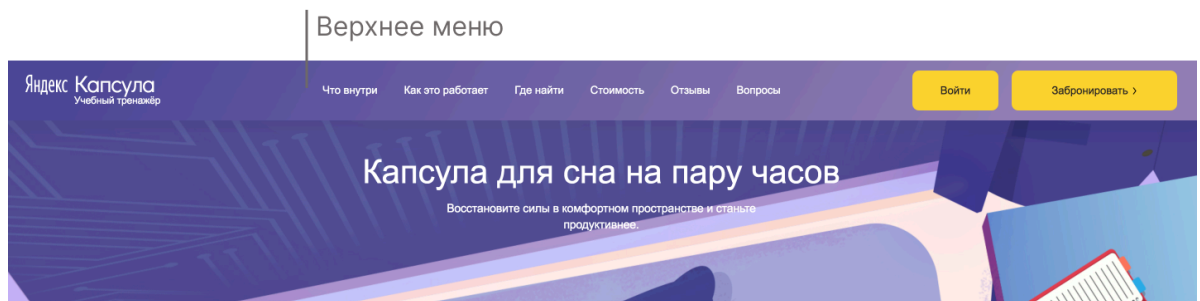 Верхнее меню
Яндекс Капсула
Учебный тренажёр
Что внутри Как это работает Где найти Стоимость Отзывы Вопросы Войти Забронировать >
Капсула для сна на пару часов
Восстановите силы в комфортном пространстве и станьте
продуктивнее.